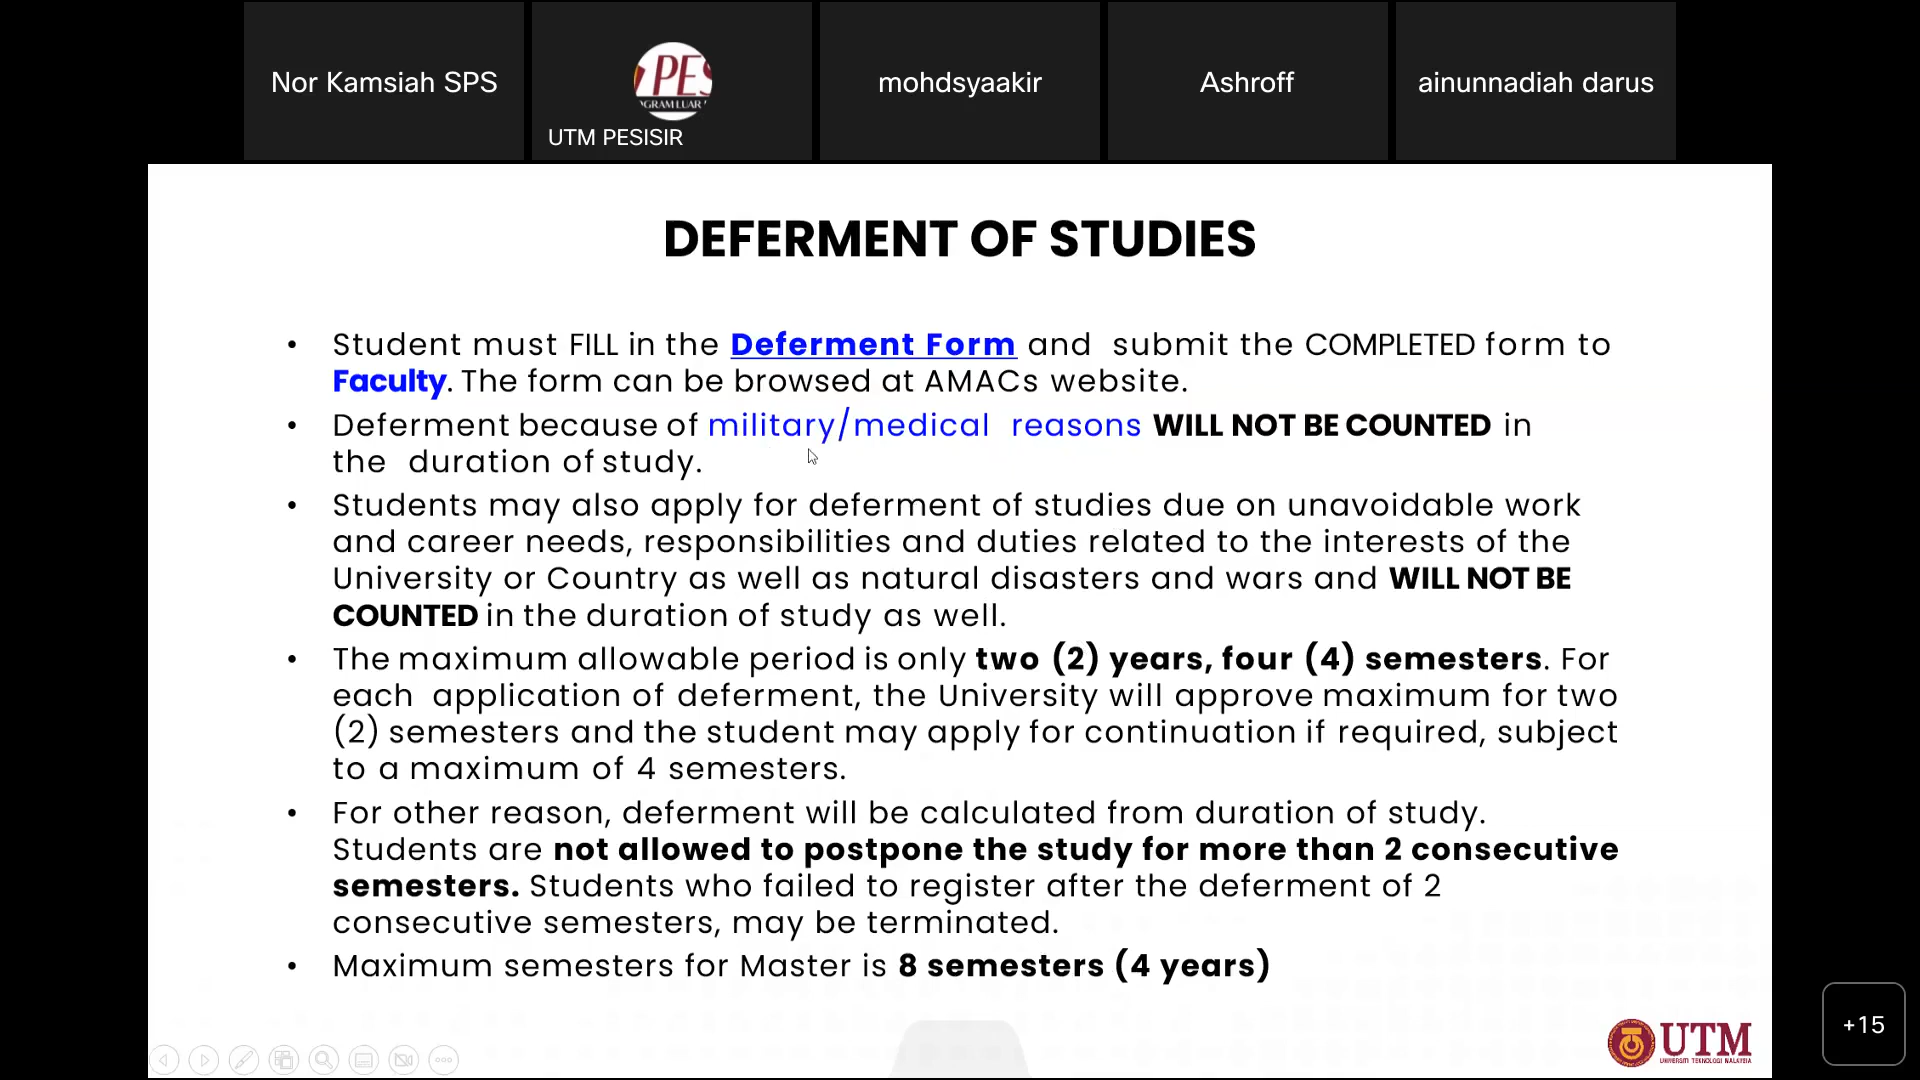 Nor Kamsiah SPS
PES
GRAM LUAR
UTM PESISIR
mohdsyaakir
Ashroff
ainunnadiah darus
DEFERMENT OF STUDIES
• Student must FILL in the Deferment Form and submit the COMPLETED form to
Faculty. The form can be browsed at AMACs website.
• Deferment because of military/medical reasons WILL NOT BE COUNTED in
the duration of study.
• Students may also apply for deferment of studies due on unavoidable work
and career needs, responsibilities and duties related to the interests of the
University or Country as well as natural disasters and wars and WILL NOT BE
COUNTED in the duration of study as well.
• The maximum allowable period is only two (2) years, four (4) semesters. For
each application of deferment, the University will approve maximum for two
(2) semesters and the student may apply for continuation if required, subject
to a maximum of 4 semesters.
• For other reason, deferment will be calculated from duration of study.
Students are not allowed to postpone the study for more than 2 consecutive
semesters. Students who failed to register after the deferment of 2
consecutive semesters, may be terminated.
• Maximum semesters for Master is 8 semesters (4 years)
UTM
UNIVERSITI TEKNOLOGI MALAYSIA
+15